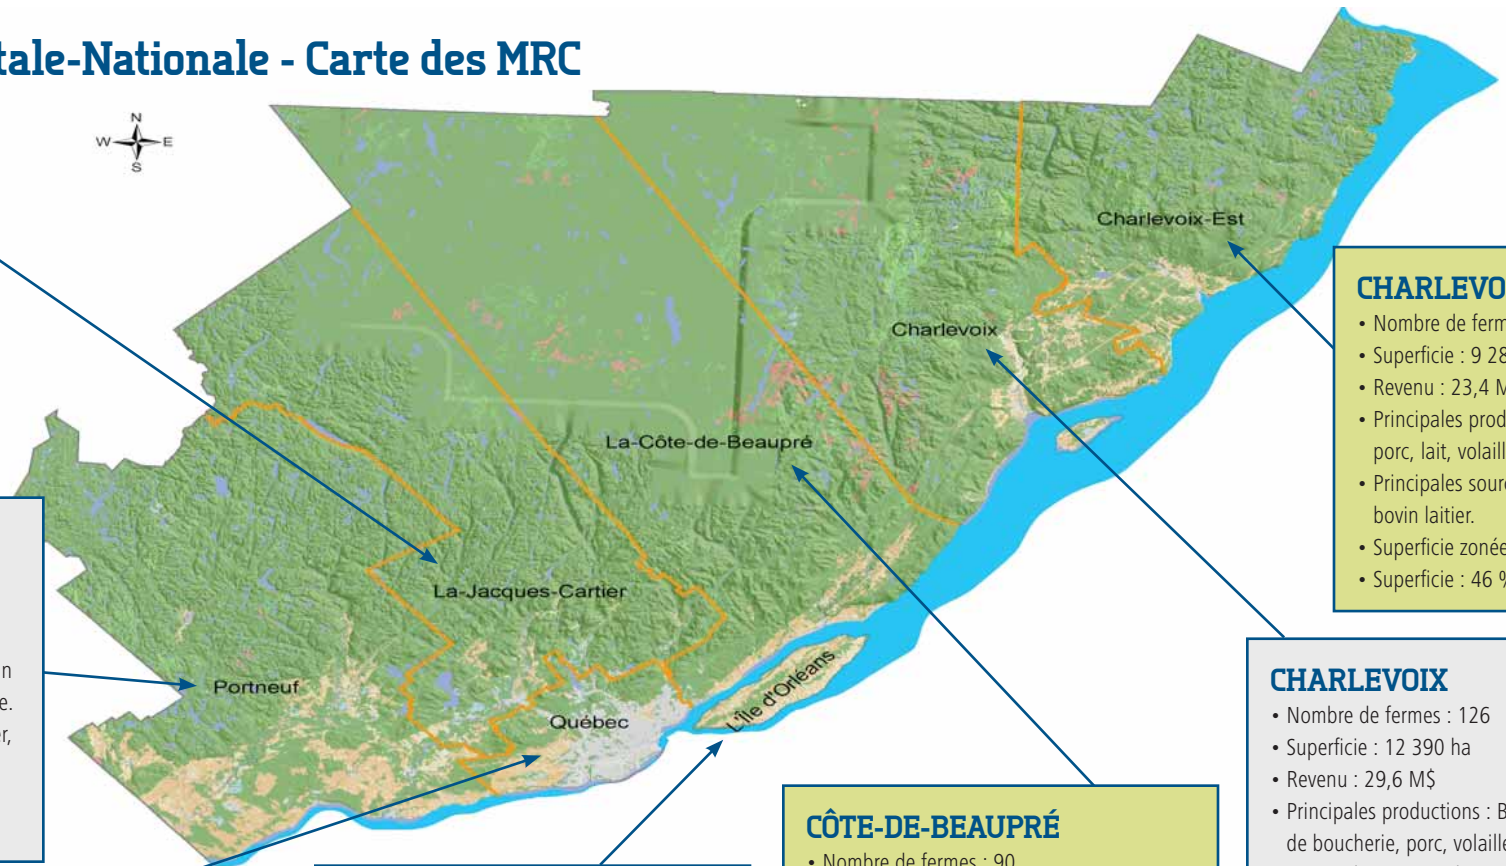 tale-Nationale - Carte des MRC
N
W E
S
Charlevoix-Est
Charlevoix
La-Côte-de-Beaupré
La-Jacques-Cartier
Portneuf
Québec
L'Île d'Orléans
CHARLEVO
• Nombre de ferm
• Superficie : 9 28
• Revenu : 23,4 M
• Principales prod
porc, lait, volaill
• Principales sour
bovin laitier.
• Superficie zonée
• Superficie : 46 %
n
e.
er,
CHARLEVOIX
• Nombre de fermes : 126
• Superficie : 12 390 ha
• Revenu : 29,6 M$
• Principales productions : B
de boucherie, porc, volaille
CÔTE-DE-BEAUPRÉ
• Nombre de fermes : 90